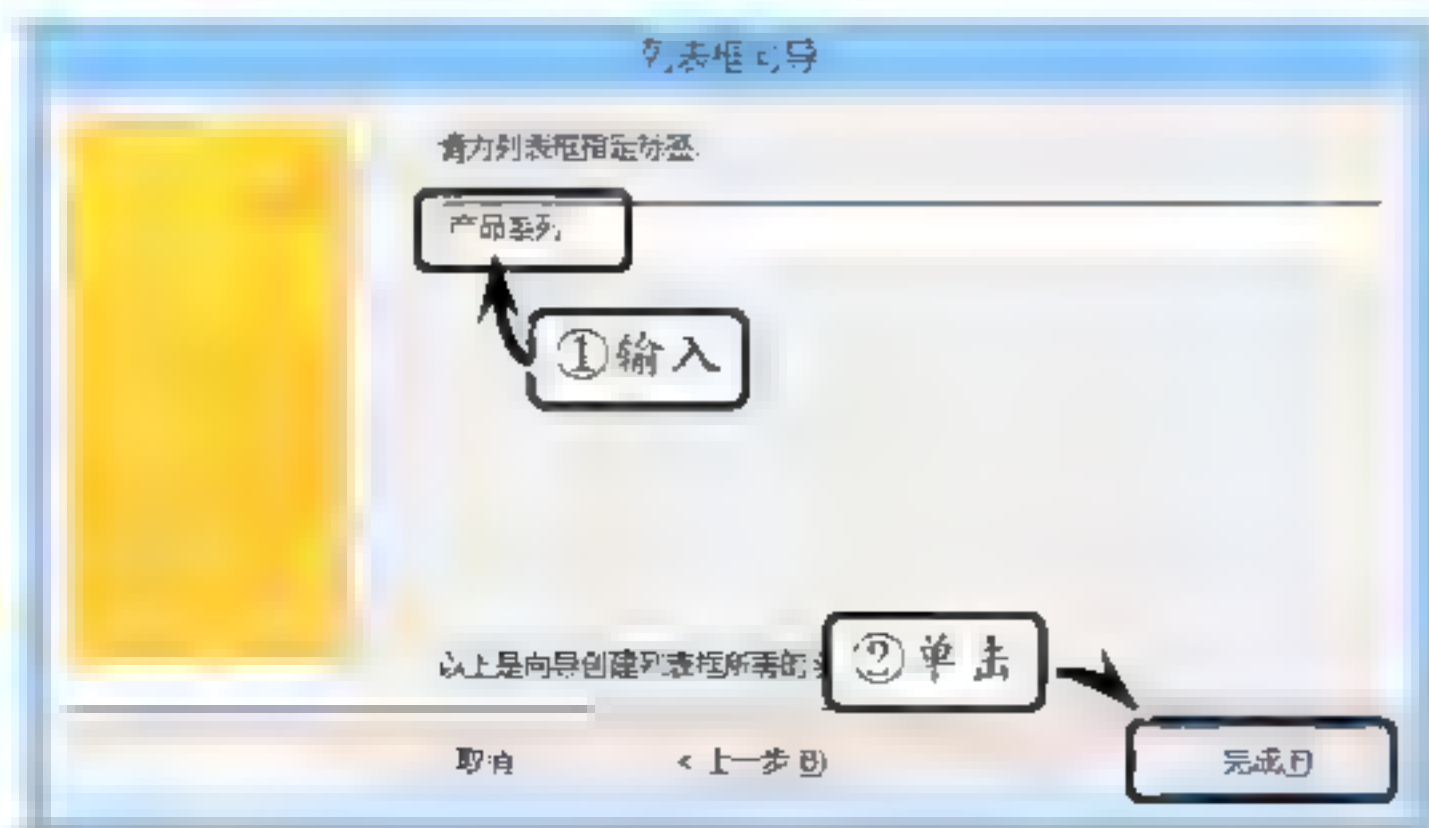 列表框向导
请为列表框指定标签:
产品系列
①输入
以上是向导创建列表框所需的
②单击
取消 < 上一步(B) 完成(F)